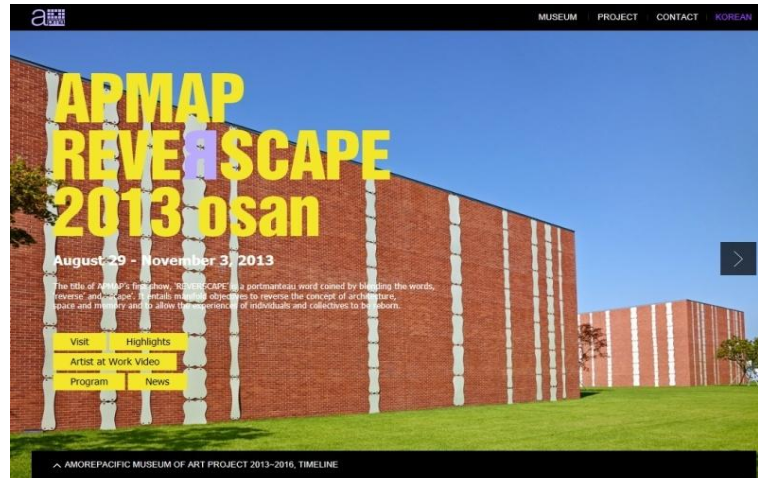 MUSEUM PROJECT CONTACT KOREAN
APMAP
REVERSCAPE
2013 osan
August 29 - November 3, 2013
The title of APMAP's first show, 'REVERSCAPE' is a portmanteau word coined by blending the words,
'reverse' and '-scape'. It entails manifold objectives to reverse the concept of architecture,
space and memory and to allow the experiences of individuals and collectives to be reborn.
Visit Highlights
Artist at Work Video
Program News
AMOREPACIFIC MUSEUM OF ART PROJECT 2013~2016, TIMELINE